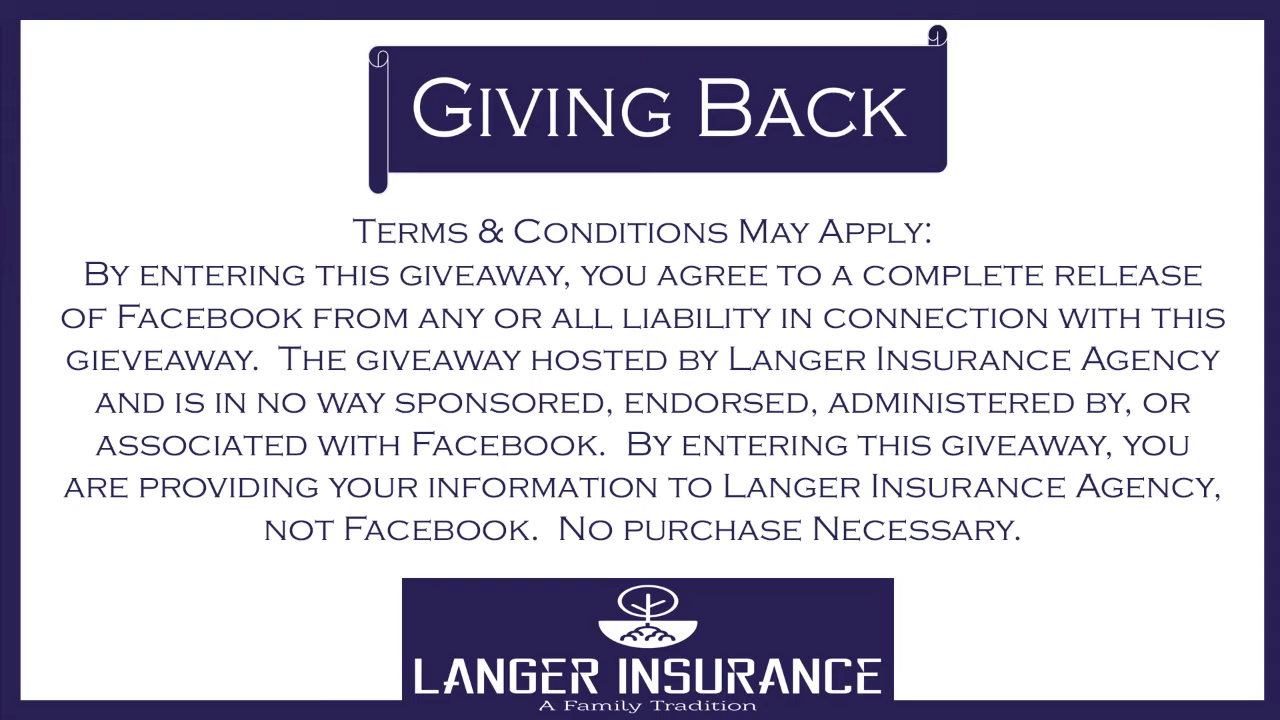 Giving Back
Terms & Conditions May Apply:
By entering this giveaway, you agree to a complete release
of Facebook from any or all liability in connection with this
gieveaway. The giveaway hosted by Langer Insurance Agency
and is in no way sponsored, endorsed, administered by, or
associated with Facebook. By entering this giveaway, you
are providing your information to Langer Insurance Agency,
not Facebook. No purchase Necessary.
LANGER INSURANCE
A Family Tradition